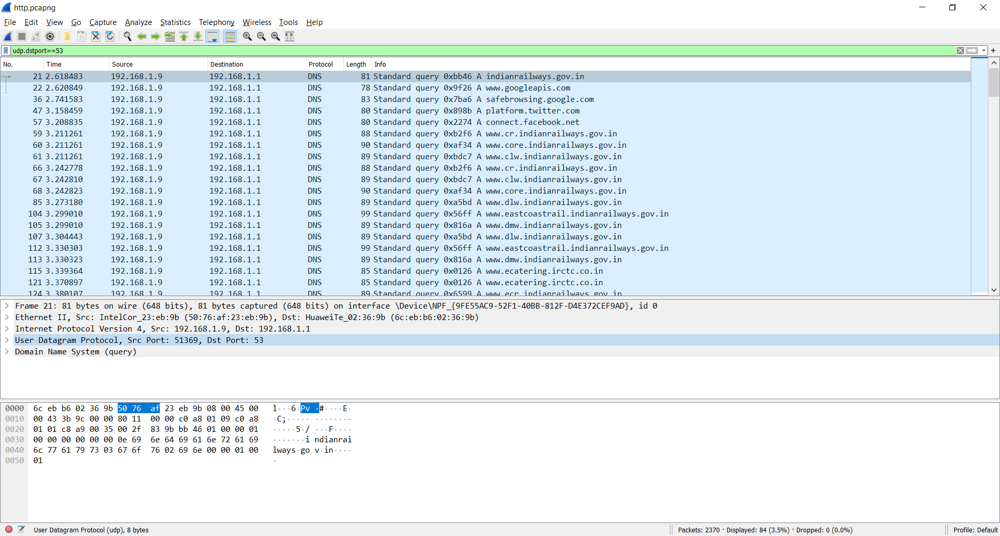 http.pcapng
File Edit View Go Capture Analyze Statistics Telephony Wireless Tools Help
udp.dstport==53
No. Time Source Destination Protocol Length Info
21 2.618483 192.168.1.9 192.168.1.1 DNS 81 Standard query 0xbb46 A indianrailways.gov.in
22 2.620849 192.168.1.9 192.168.1.1 DNS 78 Standard query 0x9f26 A www.googleapis.com
36 2.741583 192.168.1.9 192.168.1.1 DNS 83 Standard query 0x7ba6 A safebrowsing.google.com
47 3.158459 192.168.1.9 192.168.1.1 DNS 80 Standard query 0x898b A platform.twitter.com
57 3.208835 192.168.1.9 192.168.1.1 DNS 80 Standard query 0x2274 A connect.facebook.net
59 3.211261 192.168.1.9 192.168.1.1 DNS 88 Standard query 0xb2f6 A www.cr.indianrailways.gov.in
60 3.211261 192.168.1.9 192.168.1.1 DNS 90 Standard query 0xaf34 A www.core.indianrailways.gov.in
61 3.211261 192.168.1.9 192.168.1.1 DNS 89 Standard query 0xbdc7 A www.clw.indianrailways.gov.in
66 3.242778 192.168.1.9 192.168.1.1 DNS 88 Standard query 0xb2f6 A www.cr.indianrailways.gov.in
67 3.242810 192.168.1.9 192.168.1.1 DNS 89 Standard query 0xbdc7 A www.clw.indianrailways.gov.in
68 3.242823 192.168.1.9 192.168.1.1 DNS 90 Standard query 0xaf34 A www.core.indianrailways.gov.in
85 3.273180 192.168.1.9 192.168.1.1 DNS 89 Standard query 0xa5bd A www.dlw.indianrailways.gov.in
104 3.299010 192.168.1.9 192.168.1.1 DNS 99 Standard query 0x56ff A www.eastcoastrail.indianrailways.gov.in
105 3.299010 192.168.1.9 192.168.1.1 DNS 89 Standard query 0x816a A www.dmw.indianrailways.gov.in
107 3.304443 192.168.1.9 192.168.1.1 DNS 89 Standard query 0xa5bd A www.dlw.indianrailways.gov.in
112 3.330303 192.168.1.9 192.168.1.1 DNS 99 Standard query 0x56ff A www.eastcoastrail.indianrailways.gov.in
113 3.330323 192.168.1.9 192.168.1.1 DNS 89 Standard query 0x816a A www.dmw.indianrailways.gov.in
115 3.339364 192.168.1.9 192.168.1.1 DNS 85 Standard query 0x0126 A www.ecatering.irctc.co.in
121 3.370897 192.168.1.9 192.168.1.1 DNS 85 Standard query 0x0126 A www.ecatering.irctc.co.in
124 3.380107 192.168.1.9 192.168.1.1 DNS 89 Standard query 0x6599 A www.ecr.indianrailways.gov.in
Frame 21: 81 bytes on wire (648 bits), 81 bytes captured (648 bits) on interface \Device\NPF_{9FE55AC9-52F1-40BB-812F-D4E372CEF9AD}, id 0
Ethernet II, Src: IntelCor_23:eb:9b (50:76:af:23:eb:9b), Dst: HuaweiTe_02:36:9b (6c:eb:b6:02:36:9b)
Internet Protocol Version 4, Src: 192.168.1.9, Dst: 192.168.1.1
User Datagram Protocol, Src Port: 51369, Dst Port: 53
Domain Name System (query)
0000 6c eb b6 02 36 9b 50 76 af 23 eb 9b 08 00 45 00 l···6·Pv ·#····E·
0010 00 43 3b 9c 00 00 80 11 00 00 c0 a8 01 09 c0 a8 ·C;····· ········
0020 01 01 c8 a9 00 35 00 2f 83 9b bb 46 01 00 00 01 ·····5·/ ···F····
0030 00 00 00 00 00 00 0e 69 6e 64 69 61 6e 72 61 69 ·······i ndianrai
0040 6c 77 61 79 73 03 67 6f 76 02 69 6e 00 00 01 00 lways·go v·in····
0050 01 ·
User Datagram Protocol (udp), 8 bytes
Packets: 2370 · Displayed: 84 (3.5%) · Dropped: 0 (0.0%)
Profile: Default